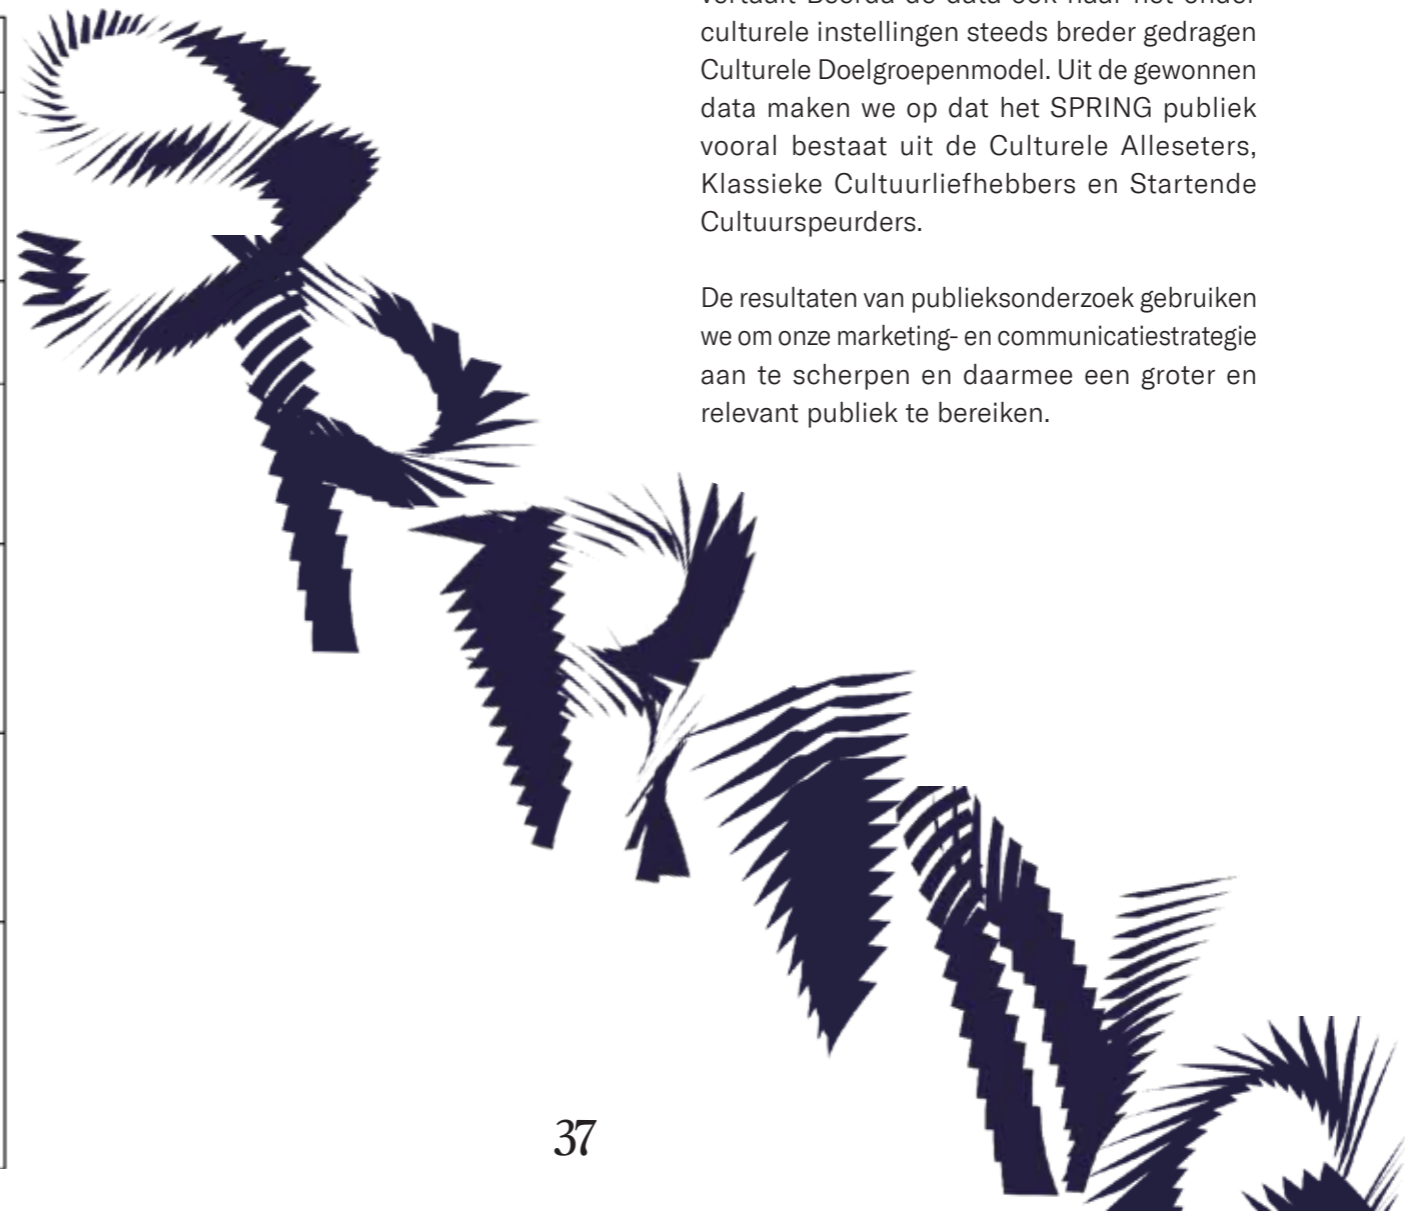 culturele instellingen steeds breder gedragen
Culturele Doelgroepenmodel. Uit de gewonnen
data maken we op dat het SPRING publiek
vooral bestaat uit de Culturele Alleseters,
Klassieke Cultuurliefhebbers en Startende
Cultuurspeurders.
De resultaten van publieksonderzoek gebruiken
we om onze marketing- en communicatiestrategie
aan te scherpen en daarmee een groter en
relevant publiek te bereiken.
SPRING
37